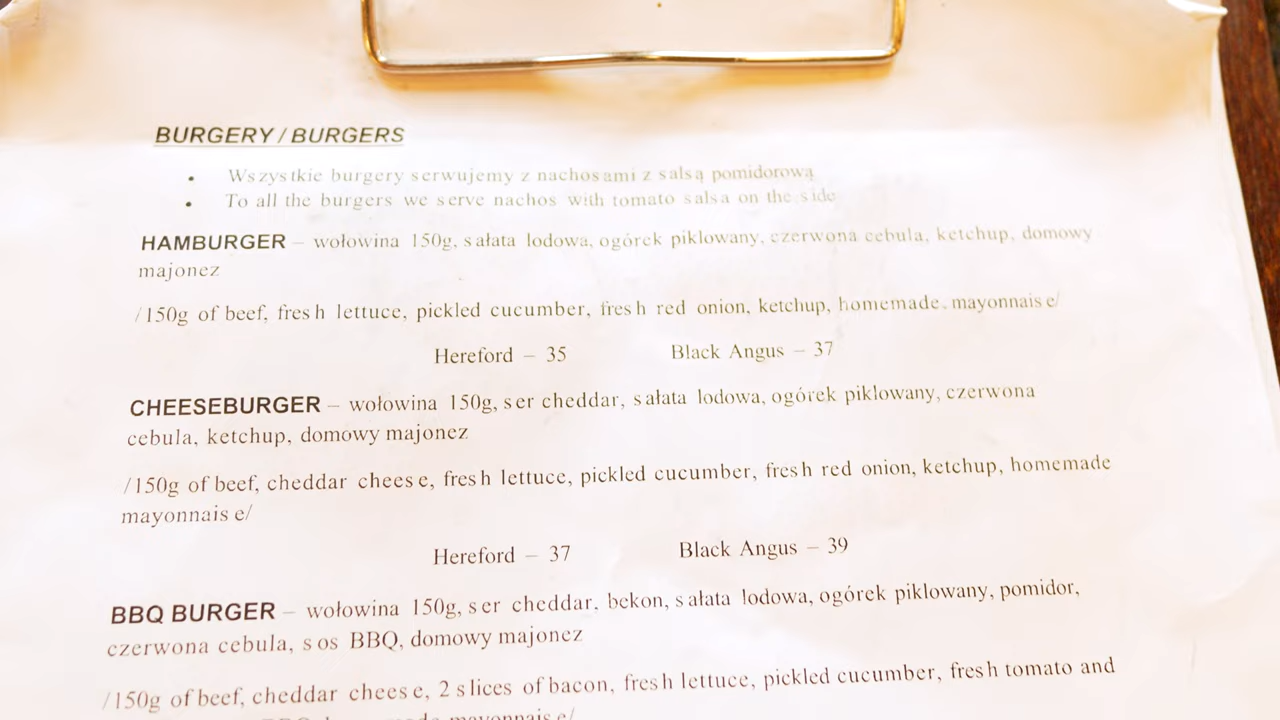 BURGERY / BURGERS
• Wszystkie burgery serwujemy z nachosami z salsą pomidorową
• To all the burgers we serve nachos with tomato salsa on the side
HAMBURGER – wołowina 150g, sałata lodowa, ogórek piklowany, czerwona cebula, ketchup, domowy
majonez
/150g of beef, fresh lettuce, pickled cucumber, fresh red onion, ketchup, homemade mayonnaise/
Hereford – 35 Black Angus – 37
CHEESEBURGER – wołowina 150g, ser cheddar, sałata lodowa, ogórek piklowany, czerwona
cebula, ketchup, domowy majonez
/150g of beef, cheddar cheese, fresh lettuce, pickled cucumber, fresh red onion, ketchup, homemade
mayonnaise/
Hereford – 37 Black Angus – 39
BBQ BURGER – wołowina 150g, ser cheddar, bekon, sałata lodowa, ogórek piklowany, pomidor,
czerwona cebula, sos BBQ, domowy majonez
/150g of beef, cheddar cheese, 2 slices of bacon, fresh lettuce, pickled cucumber, fresh tomato and
mayonnaise/